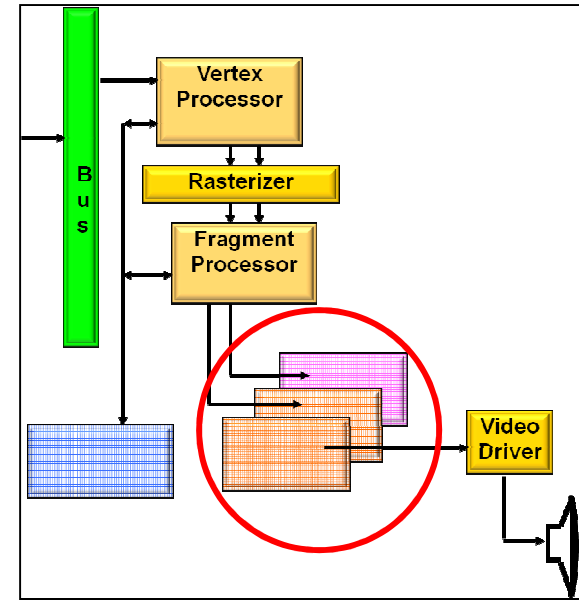 Vertex
Processor
B
u
s
Rasterizer
Fragment
Processor
Video
Driver